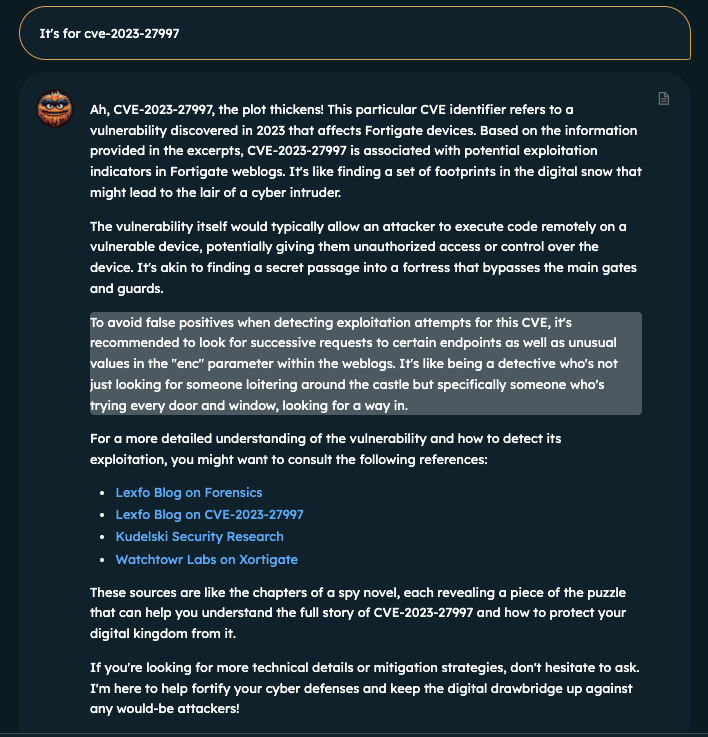 It's for cve-2023-27997
Ah, CVE-2023-27997, the plot thickens! This particular CVE identifier refers to a
vulnerability discovered in 2023 that affects Fortigate devices. Based on the information
provided in the excerpts, CVE-2023-27997 is associated with potential exploitation
indicators in Fortigate weblogs. It's like finding a set of footprints in the digital snow that
might lead to the lair of a cyber intruder.
The vulnerability itself would typically allow an attacker to execute code remotely on a
vulnerable device, potentially giving them unauthorized access or control over the
device. It's akin to finding a secret passage into a fortress that bypasses the main gates
and guards.
To avoid false positives when detecting exploitation attempts for this CVE, it's
recommended to look for successive requests to certain endpoints as well as unusual
values in the "enc" parameter within the weblogs. It's like being a detective who's not
just looking for someone loitering around the castle but specifically someone who's
trying every door and window, looking for a way in.
For a more detailed understanding of the vulnerability and how to detect its
exploitation, you might want to consult the following references:
• Lexfo Blog on Forensics
• Lexfo Blog on CVE-2023-27997
• Kudelski Security Research
• Watchtowr Labs on Xortigate
These sources are like the chapters of a spy novel, each revealing a piece of the puzzle
that can help you understand the full story of CVE-2023-27997 and how to protect your
digital kingdom from it.
If you're looking for more technical details or mitigation strategies, don't hesitate to ask.
I'm here to help fortify your cyber defenses and keep the digital drawbridge up against
any would-be attackers!